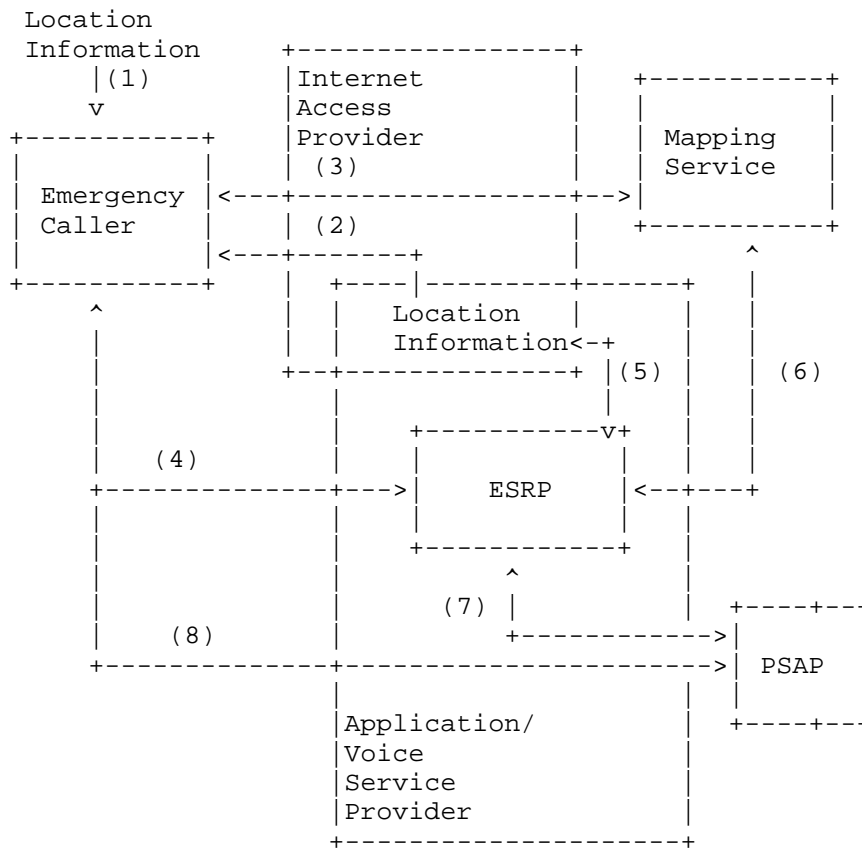 Location
Information
(1)
Internet
Access
Provider
Mapping
Service
(3)
Emergency
Caller
(2)
Location
Information
(5)
(6)
(4)
ESRP
(7)
(8)
PSAP
Application/
Voice
Service
Provider